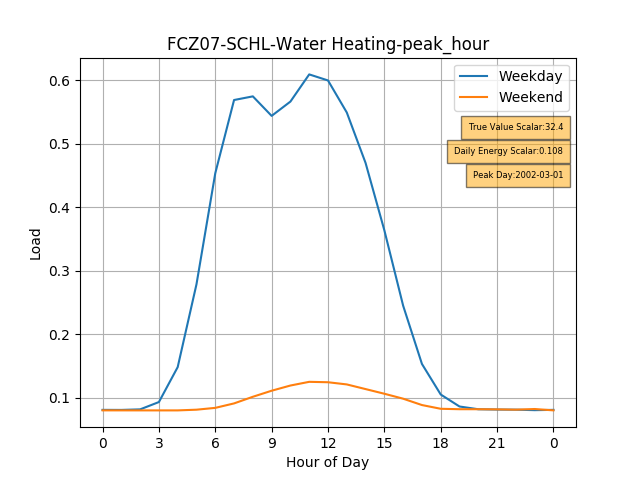 FCZ07-SCHL-Water Heating-peak_hour
Weekday
Weekend
True Value Scalar:32.4
Daily Energy Scalar:0.108
Peak Day:2002-03-01
Load
0.6
0.5
0.4
0.3
0.2
0.1
0 3 6 9 12 15 18 21 0
Hour of Day